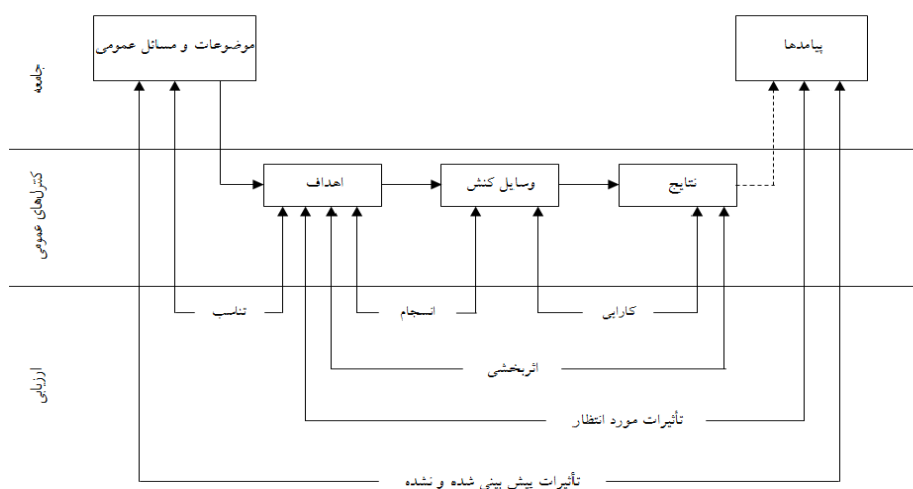 موضوعات و مسائل عمومی
پیامدها
جامعه
اهداف
وسایل کنش
نتایج
کنترل‌های عمومی
تناسب
انسجام
کارایی
اثربخشی
ارزیابی
تأثیرات مورد انتظار
تأثیرات پیش بینی شده و نشده